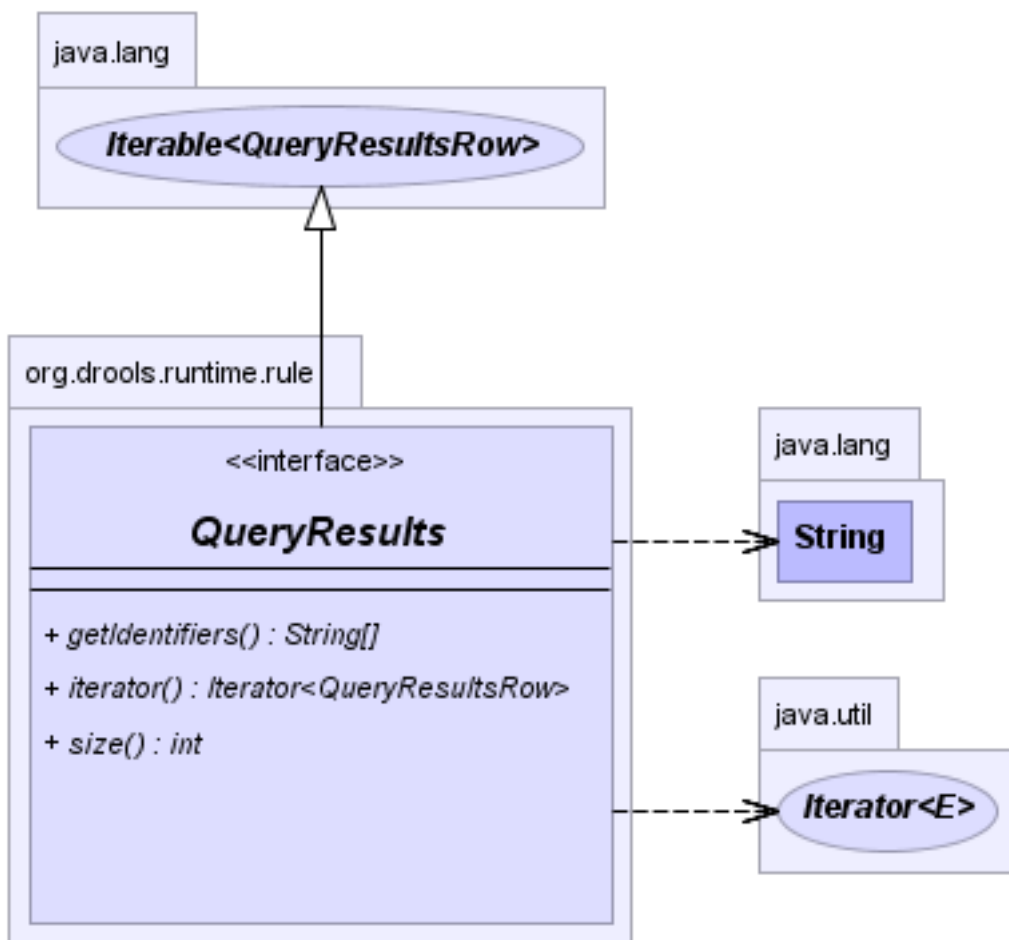 java.lang
Iterable<QueryResultsRow>
org.drools.runtime.rule
<<interface>>
QueryResults
+ getIdentifiers() : String[]
+ iterator() : Iterator<QueryResultsRow>
+ size() : int
java.lang
String
java.util
Iterator<E>